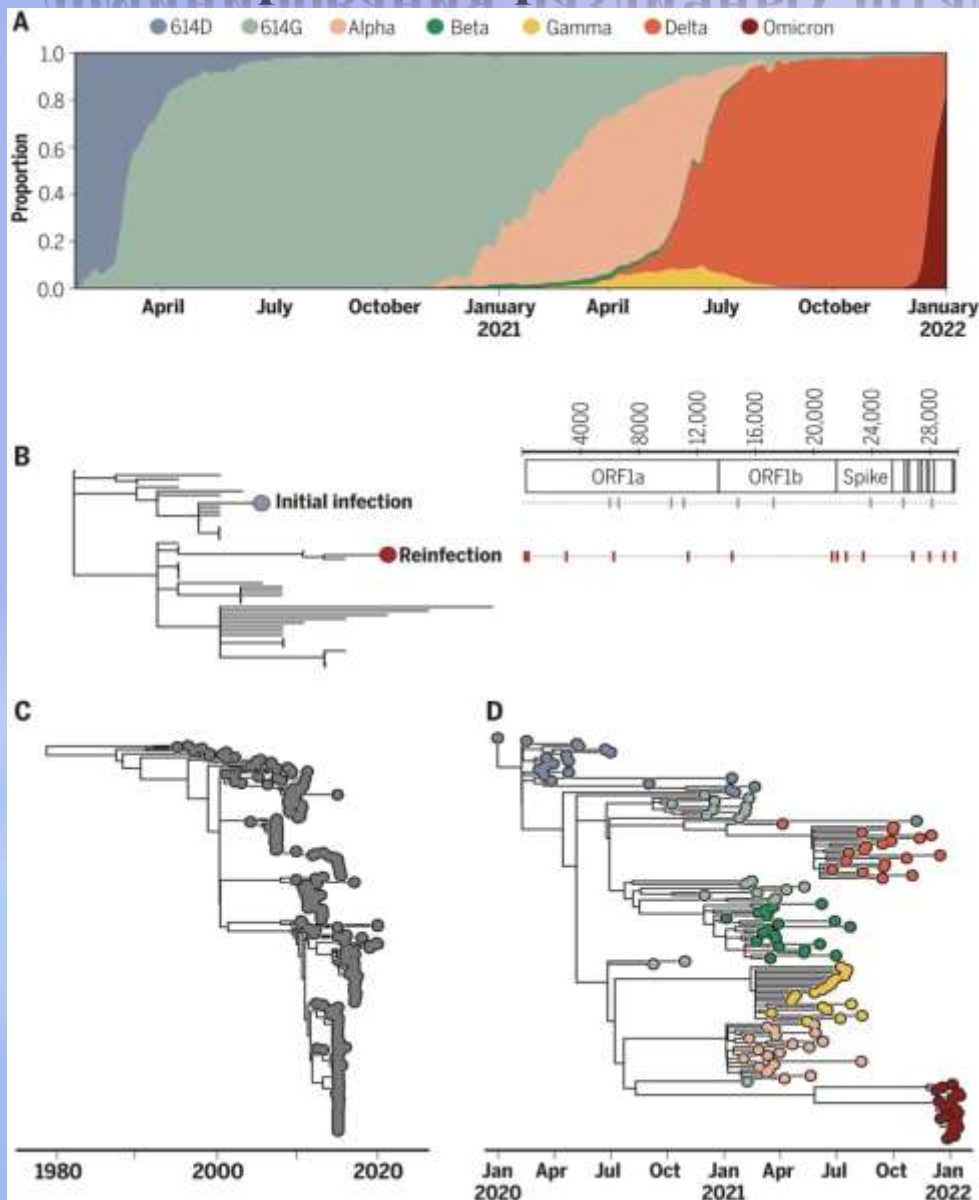 A
614D 614G Alpha Beta Gamma Delta Omicron
Proportion
1.0
0.8
0.6
0.4
0.2
0.0
April July October January April July October January
2021 2022
B
4000 8000 12,000 16,000 20,000 24,000 28,000
ORF1a ORF1b Spike
Initial infection
Reinfection
C
1980 2000 2020
D
Jan Apr Jul Oct Jan Apr Jul Oct Jan
2020 2021 2022